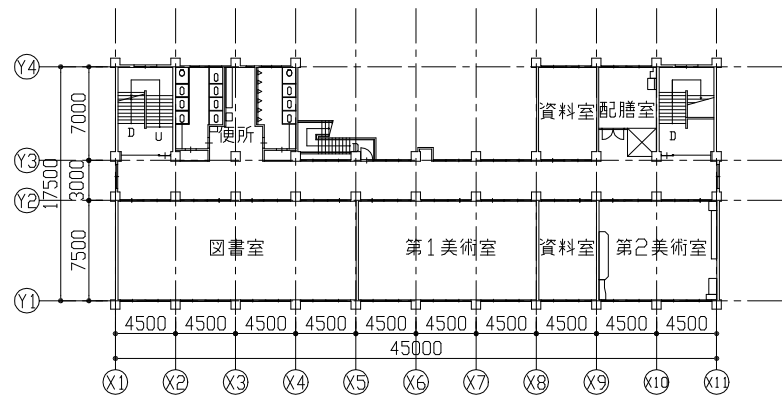 Y4
資料室 配膳室
7000
D U 便所 D
D
Y3
17500 3000
Y2
7500 図書室 第1美術室 資料室 第2美術室
Y1
4500 4500 4500 4500 4500 4500 4500 4500 4500 4500
45000
X1 X2 X3 X4 X5 X6 X7 X8 X9 X10 X11